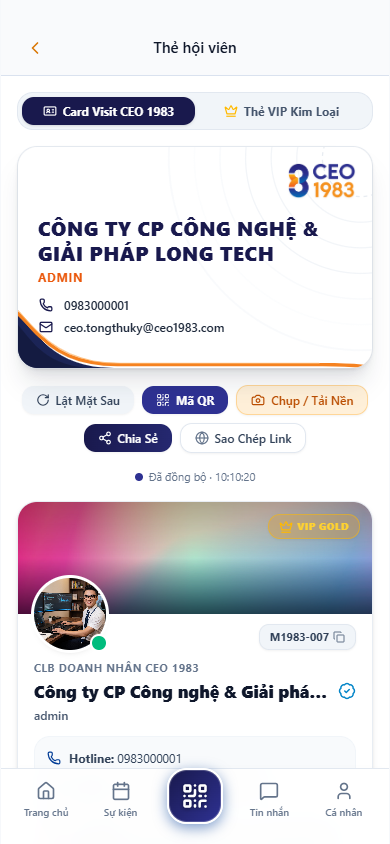 Thẻ hội viên
Card Visit CEO 1983
Thẻ VIP Kim Loại
CEO
1983
CÔNG TY CP CÔNG NGHỆ &
GIẢI PHÁP LONG TECH
ADMIN
0983000001
ceo.tongthuky@ceo1983.com
Lật Mặt Sau
Mã QR
Chụp / Tải Nền
Chia Sẻ
Sao Chép Link
Đã đồng bộ · 10:10:20
VIP GOLD
M1983-007
CLB DOANH NHÂN CEO 1983
Công ty CP Công nghệ & Giải phá...
admin
Hotline: 0983000001
Trang chủ
Sự kiện
Tin nhắn
Cá nhân